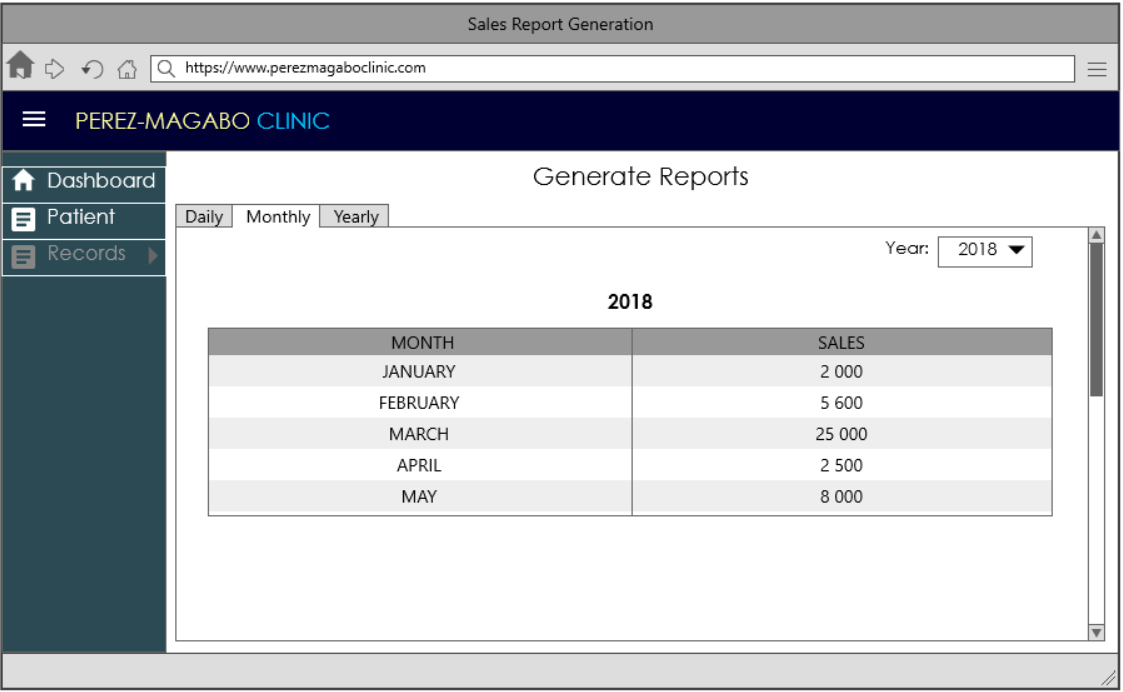 Sales Report Generation
https://www.perezmagaboclinic.com
PEREZ-MAGABO CLINIC
Dashboard
Patient
Records
Generate Reports
Daily Monthly Yearly
Year: 2018
2018
MONTH SALES
JANUARY 2 000
FEBRUARY 5 600
MARCH 25 000
APRIL 2 500
MAY 8 000